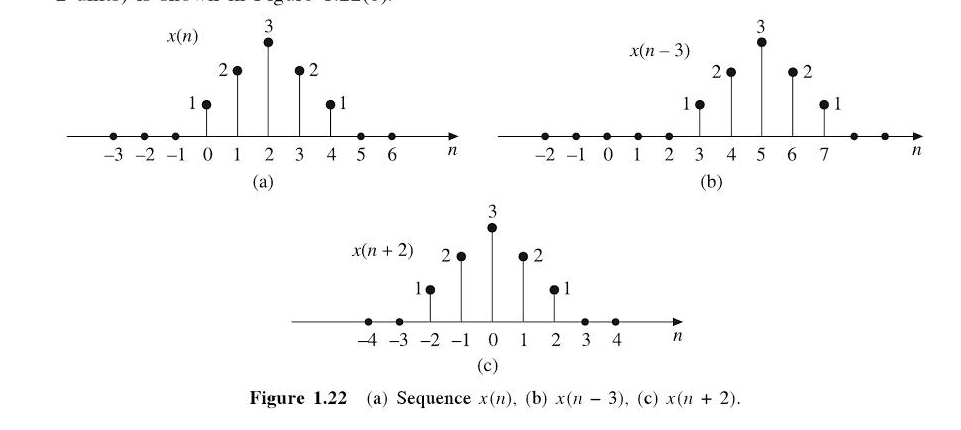 3
x(n)
2 2
1 1
–3 –2 –1 0 1 2 3 4 5 6 n
(a)
3
x(n – 3)
2 2
1 1
–2 –1 0 1 2 3 4 5 6 7 n
(b)
3
x(n + 2)
2 2
1 1
–4 –3 –2 –1 0 1 2 3 4 n
(c)
Figure 1.22 (a) Sequence x(n), (b) x(n – 3), (c) x(n + 2).